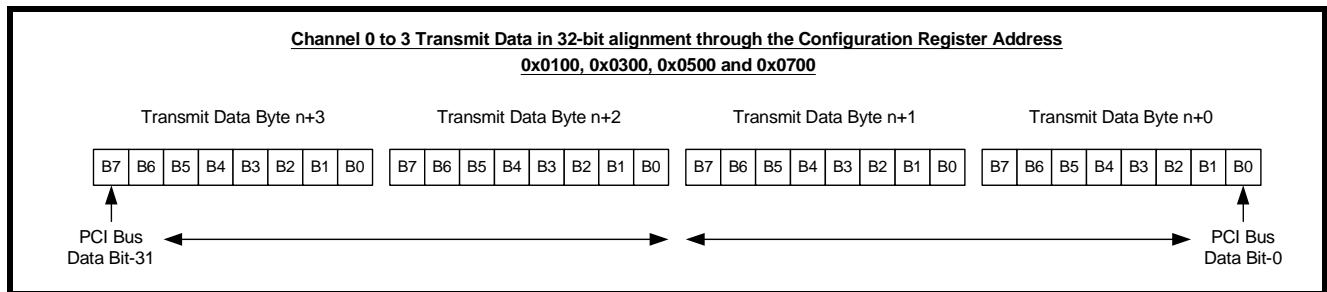 Channel 0 to 3 Transmit Data in 32-bit alignment through the Configuration Register Address
0x0100, 0x0300, 0x0500 and 0x0700
Transmit Data Byte n+3 Transmit Data Byte n+2 Transmit Data Byte n+1 Transmit Data Byte n+0
B7 B6 B5 B4 B3 B2 B1 B0 B7 B6 B5 B4 B3 B2 B1 B0 B7 B6 B5 B4 B3 B2 B1 B0 B7 B6 B5 B4 B3 B2 B1 B0
PCI Bus PCI Bus
Data Bit-31 Data Bit-0